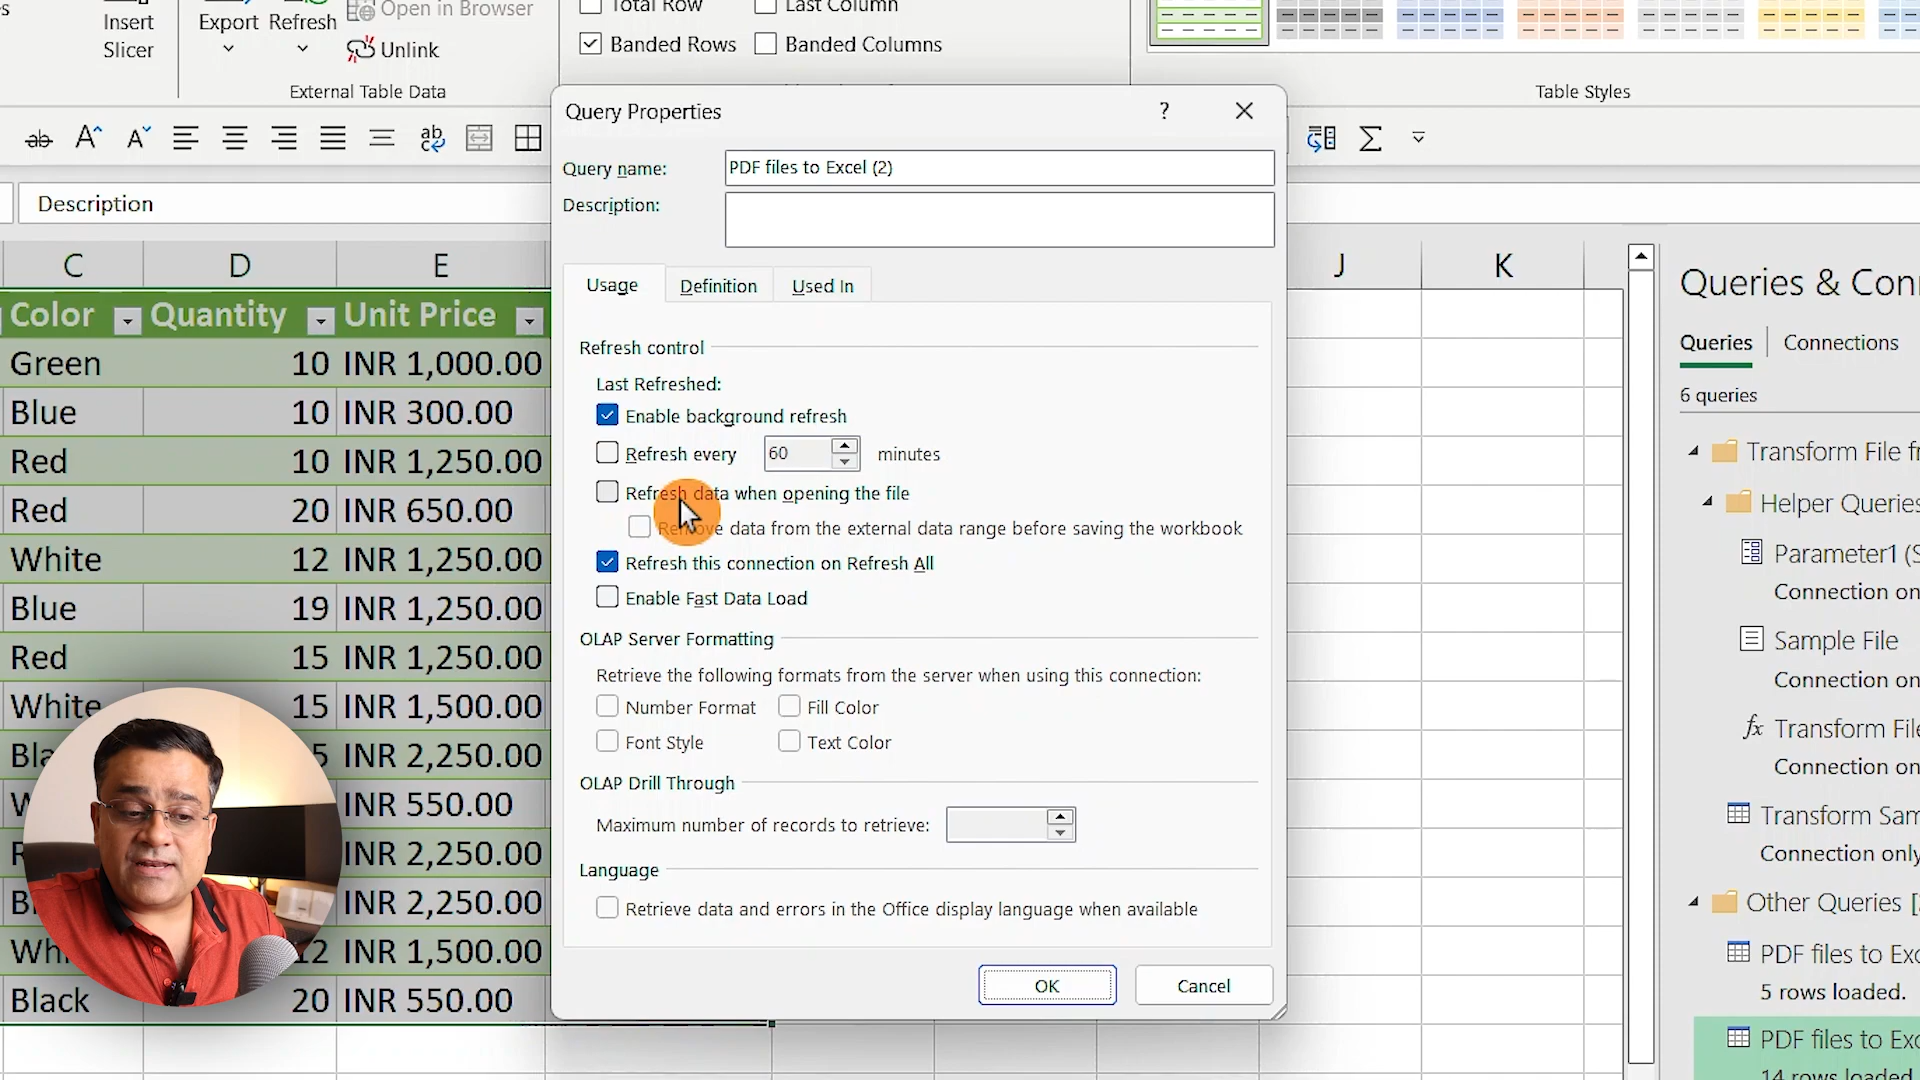 Insert
Slicer
Export
Refresh
Open in Browser
Unlink
External Table Data
Total Row
Last Column
Banded Rows
Banded Columns
Table Styles
Description
C D E J K
Color Quantity Unit Price
Green 10 INR 1,000.00
Blue 10 INR 300.00
Red 10 INR 1,250.00
Red 20 INR 650.00
White 12 INR 1,250.00
Blue 19 INR 1,250.00
Red 15 INR 1,250.00
White 15 INR 1,500.00
INR 2,250.00
INR 550.00
INR 2,250.00
INR 2,250.00
INR 1,500.00
Black 20 INR 550.00
Query Properties
?
Query name: PDF files to Excel (2)
Description:
Usage Definition Used In
Refresh control
Last Refreshed:
Enable background refresh
Refresh every 60 minutes
Refresh data when opening the file
Remove data from the external data range before saving the workbook
Refresh this connection on Refresh All
Enable Fast Data Load
OLAP Server Formatting
Retrieve the following formats from the server when using this connection:
Number Format Fill Color
Font Style Text Color
OLAP Drill Through
Maximum number of records to retrieve:
Language
Retrieve data and errors in the Office display language when available
OK Cancel
Queries & Con
Queries Connections
6 queries
Transform File f
Helper Queries
Parameter1 (S
Connection on
Sample File
Connection on
fx Transform File
Connection on
Transform Sam
Connection only
Other Queries [
PDF files to Exc
5 rows loaded.
PDF files to Exc
14 rows loaded